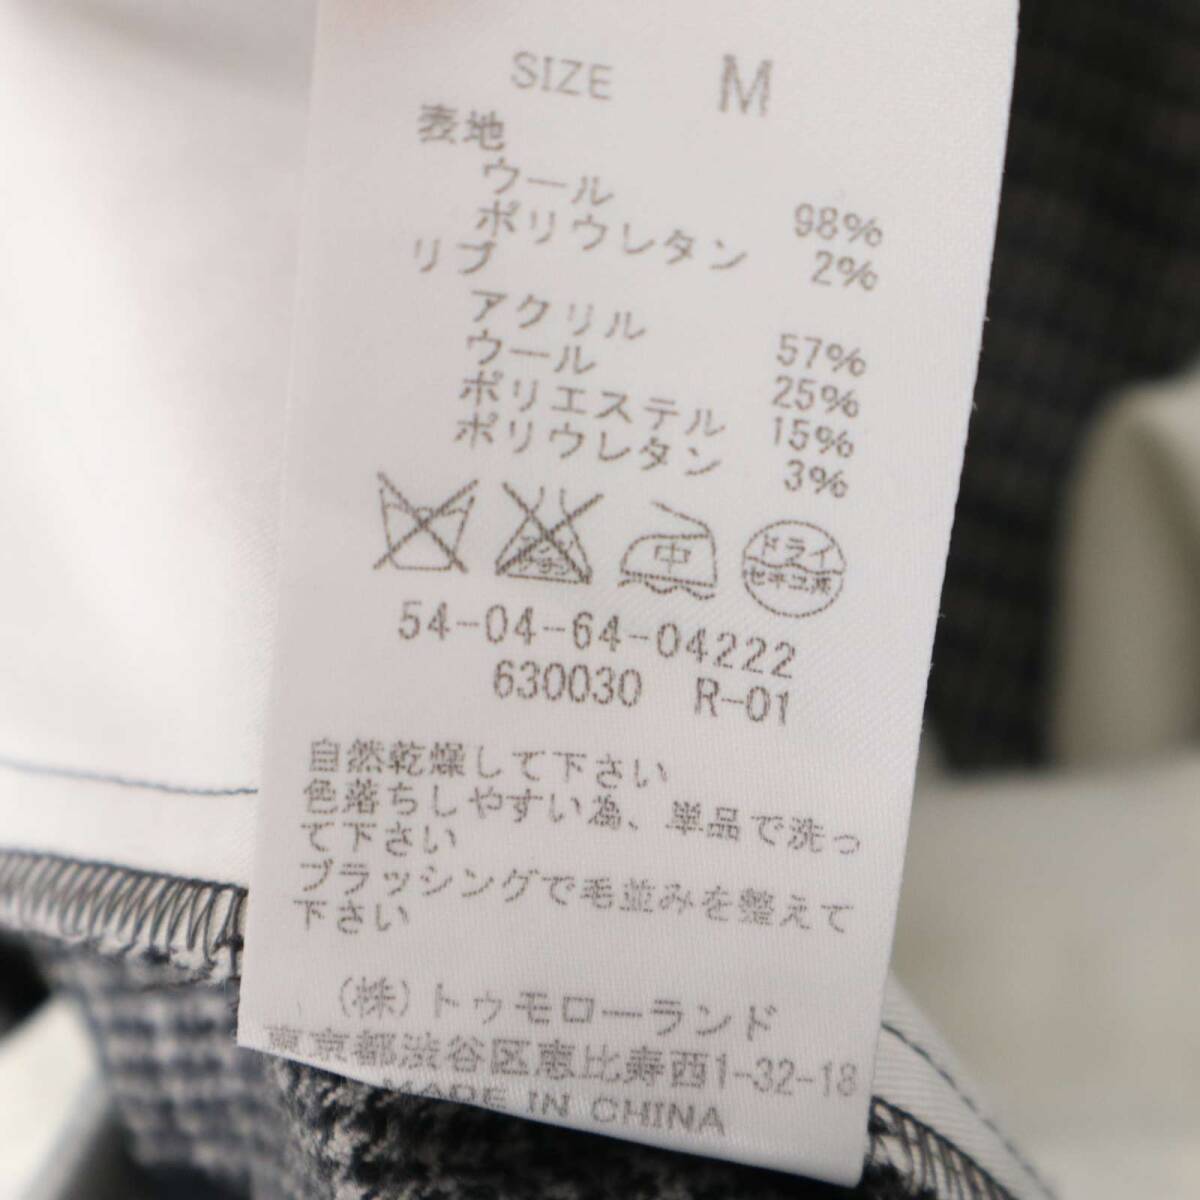 SIZE M
表地
ウール 98%
ポリウレタン 2%
リブ
アクリル 57%
ウール 25%
ポリエステル 15%
ポリウレタン 3%
中 ドライ
セキユ系
54-04-64-04222
630030 R-01
自然乾燥して下さい
色落ちしやすい為、単品で洗っ
て下さい
ブラッシングで毛並みを整えて
下さい
(株)トゥモローランド
東京都渋谷区恵比寿西1-32-18
MADE IN CHINA